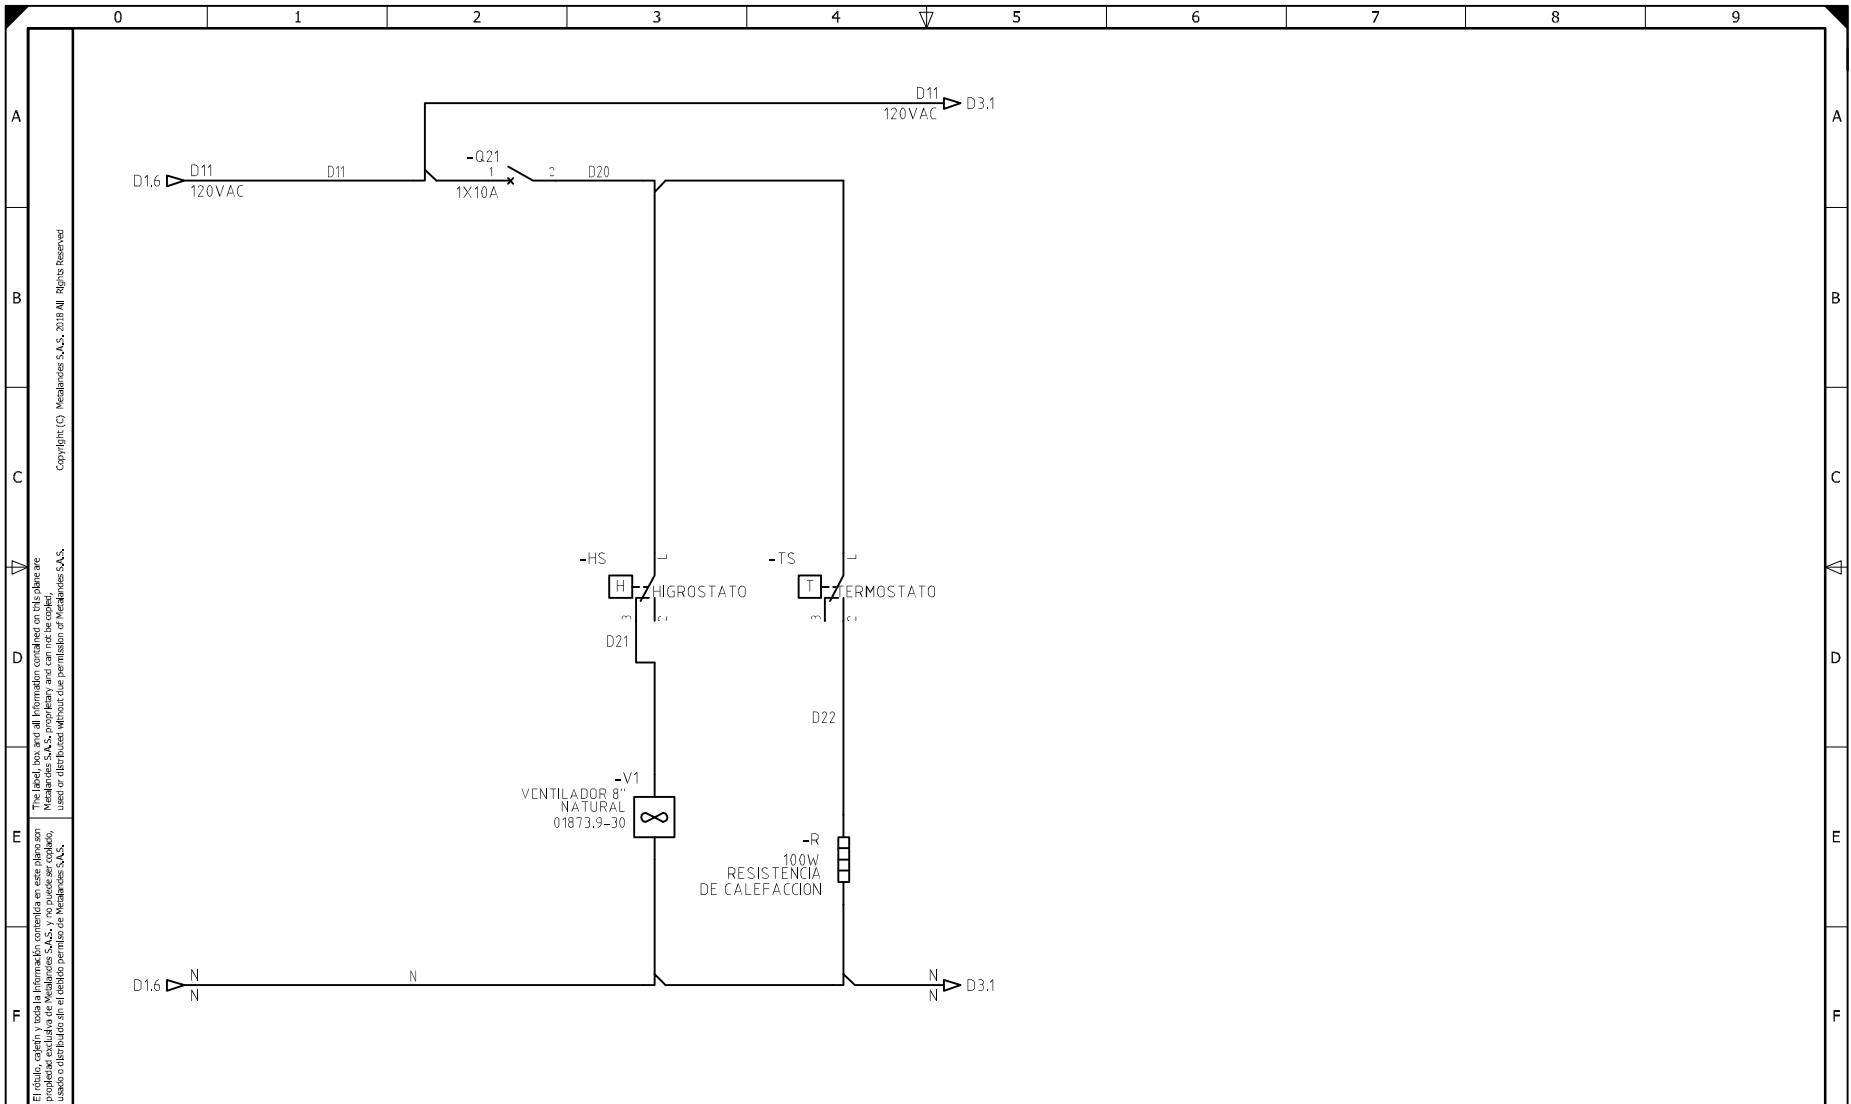 0 1 2 3 4 5 6 7 8 9
A A
B B
C C
D D
E E
F F
D11
120VAC
D3.1
D1.6
D11
120VAC
D11
-Q21
1 2
1X10A
D20
-HS
L
H
HIGROSTATO
3 2
D21
-TS
L
T
TERMOSTATO
3 2
D22
-V1
VENTILADOR 8"
NATURAL
01873.9-30
-R
100W
RESISTENCIA
DE CALEFACCION
D1.6
N
N
N
N
N
D3.1
Copyright (C) Metalandes S.A.S. 2018 All Rights Reserved
The label, box and all information contained on this plane are
Metalandes S.A.S. proprietary and can not be copied,
used or distributed without due permission of Metalandes S.A.S.
El rótulo, cajetín y toda la información contenida en este plano son
propiedad exclusiva de Metalandes S.A.S. y no puede ser copiado,
usado o distribuido sin el debido permiso de Metalandes S.A.S.